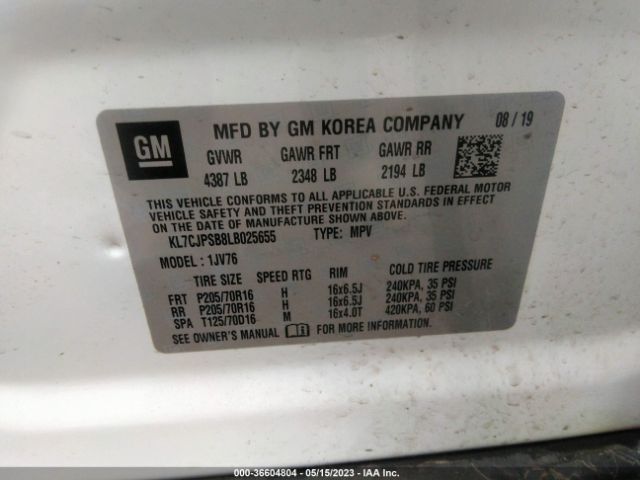 GM
MFD BY GM KOREA COMPANY 08 / 19
GVWR GAWR FRT GAWR RR
4387 LB 2348 LB 2194 LB
THIS VEHICLE CONFORMS TO ALL APPLICABLE U.S. FEDERAL MOTOR
VEHICLE SAFETY AND THEFT PREVENTION STANDARDS IN EFFECT
ON THE DATE OF MANUFACTURE SHOWN ABOVE.
KL7CJPSB8LB025655 TYPE: MPV
MODEL: 1JV76
TIRE SIZE SPEED RTG RIM COLD TIRE PRESSURE
FRT P205/70R16 H 16x6.5J 240KPA, 35 PSI
RR P205/70R16 H 16x6.5J 240KPA, 35 PSI
SPA T125/70D16 M 16x4.0T 420KPA, 60 PSI
SEE OWNER'S MANUAL FOR MORE INFORMATION.
000-36604804 - 05/15/2023 - IAA Inc.